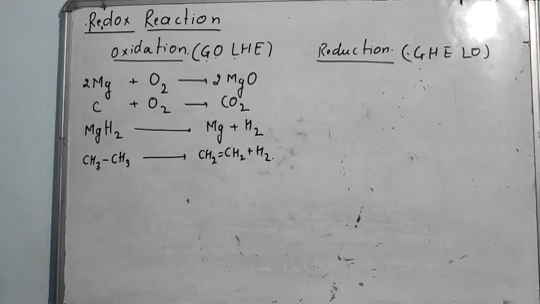 Redox Reaction
Oxidation (GO LHE)
Reduction (GHE LO)
2Mg + O₂ → 2MgO
C + O₂ → CO₂
MgH₂ → Mg + H₂
CH₃-CH₃ → CH₂=CH₂ + H₂.